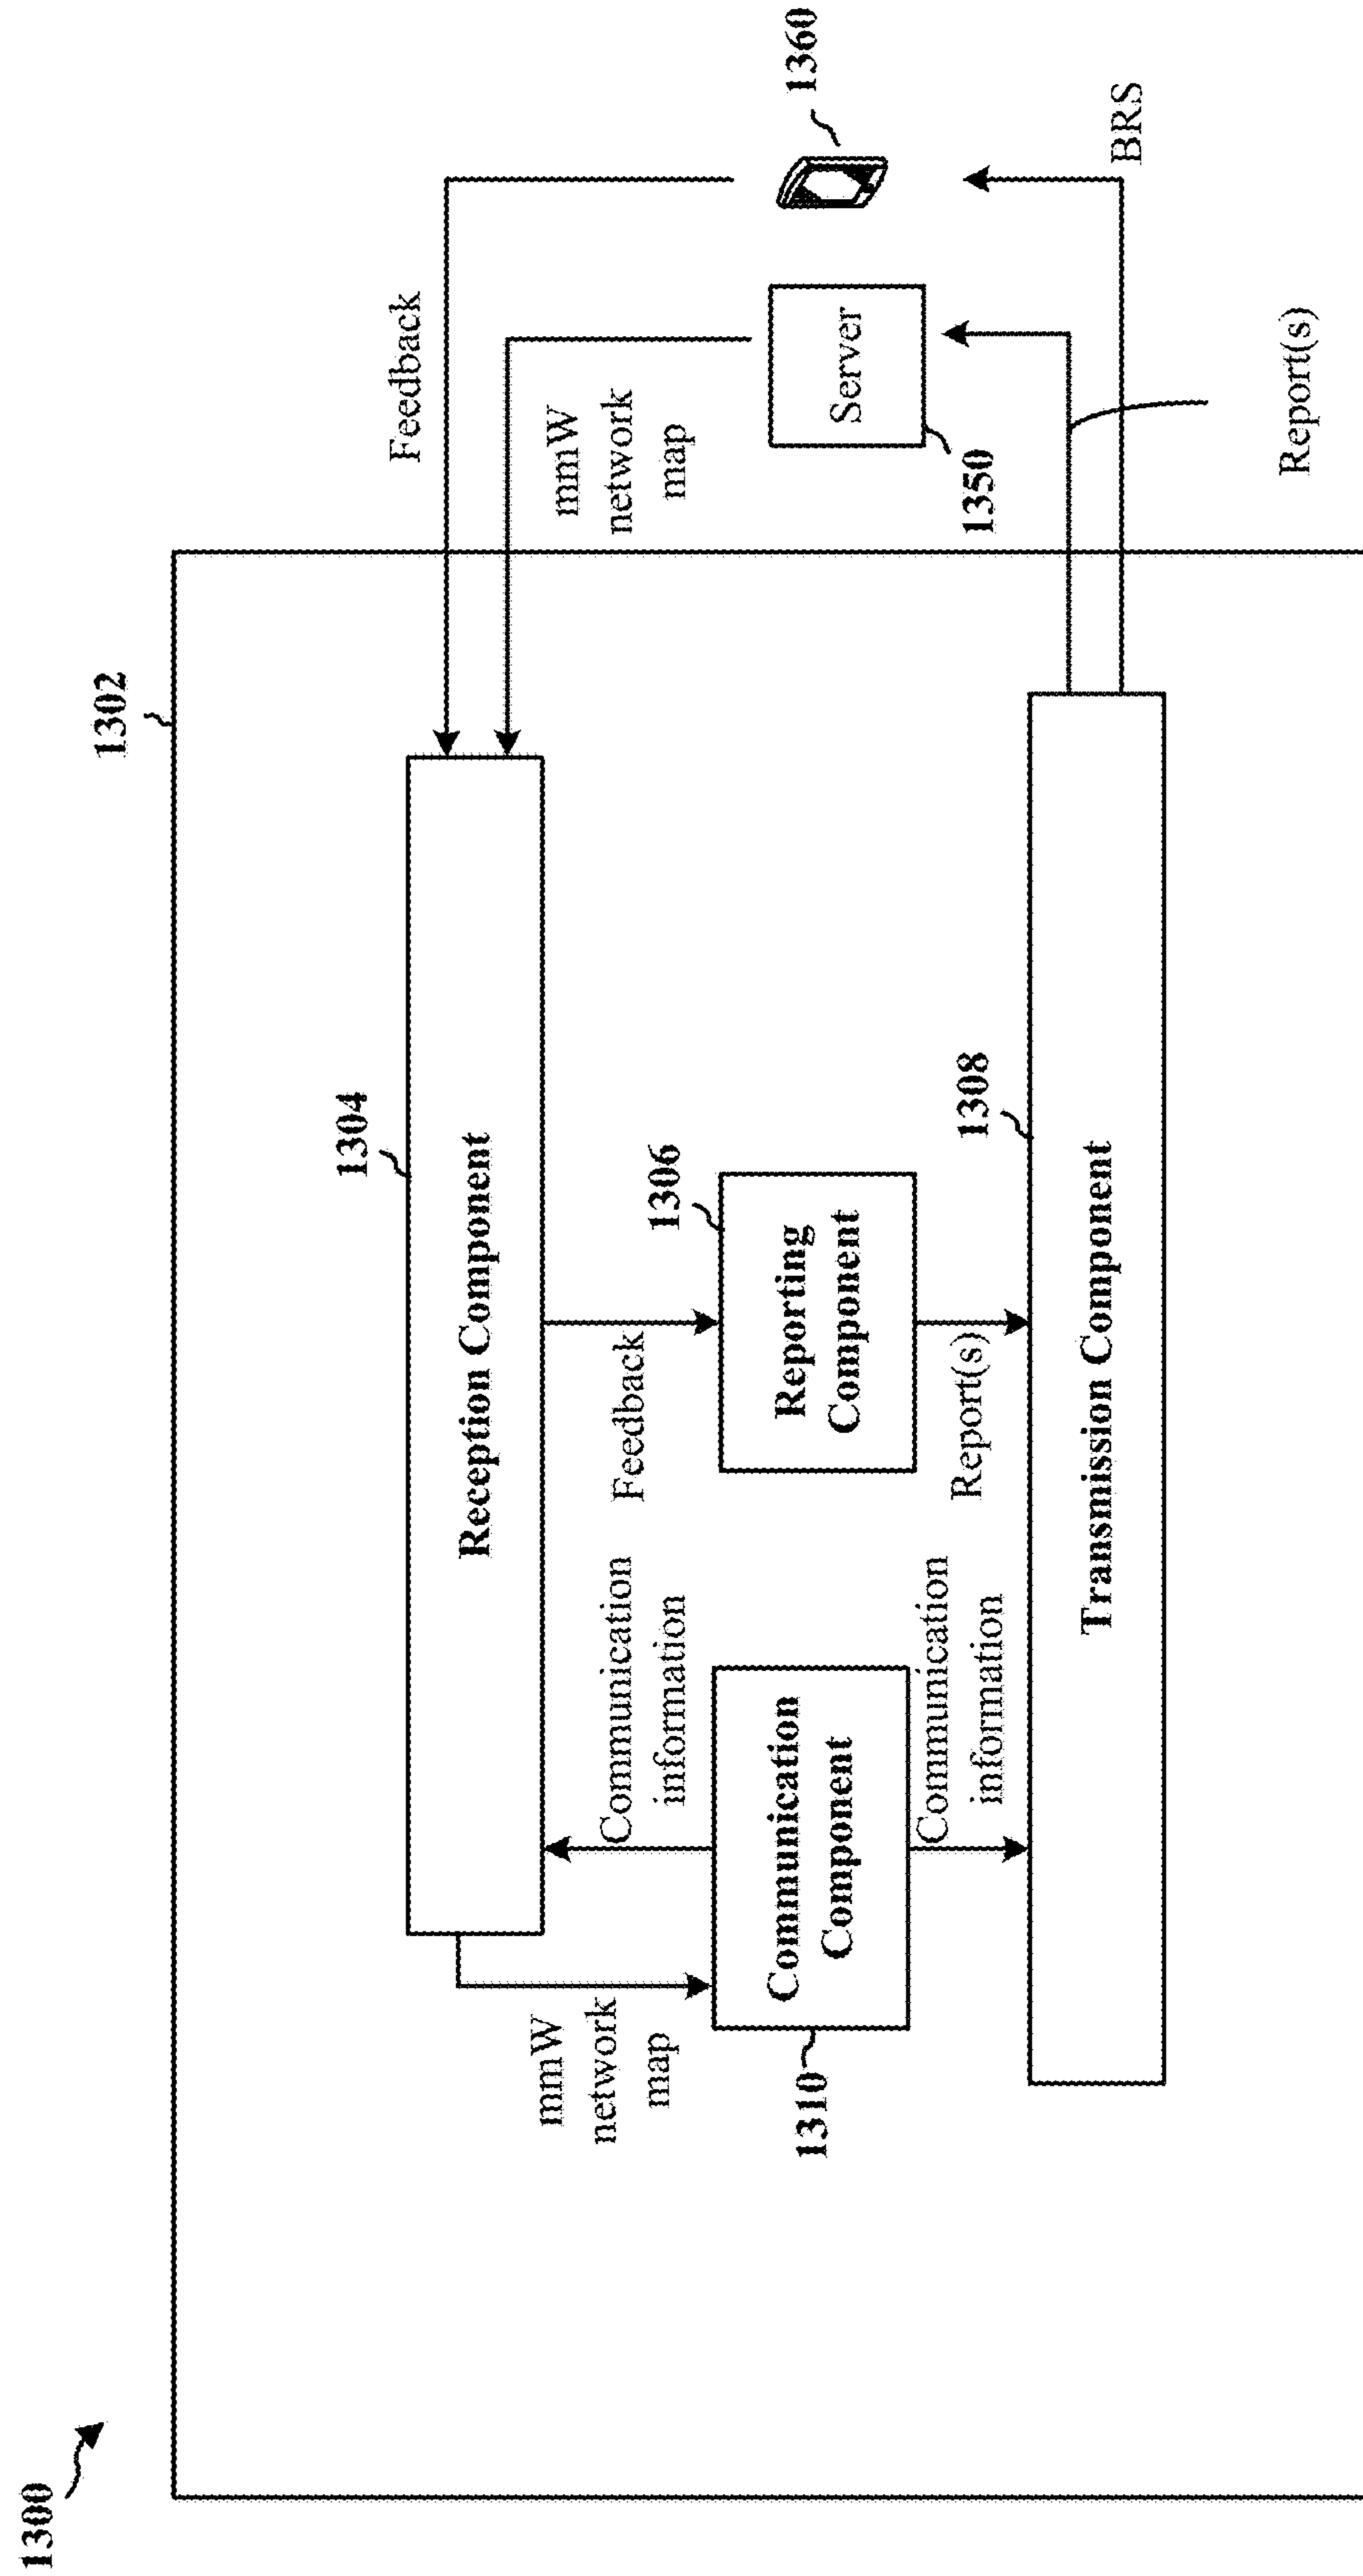 1300
1302
1304
Reception Component
Feedback
mmW
network
map
mmW
network
map
Communication
information
Feedback
1306
Reporting
Component
Communication
Component
1310
Communication
information
Report(s)
1308
Transmission Component
Server
1350
1360
BRS
Report(s)